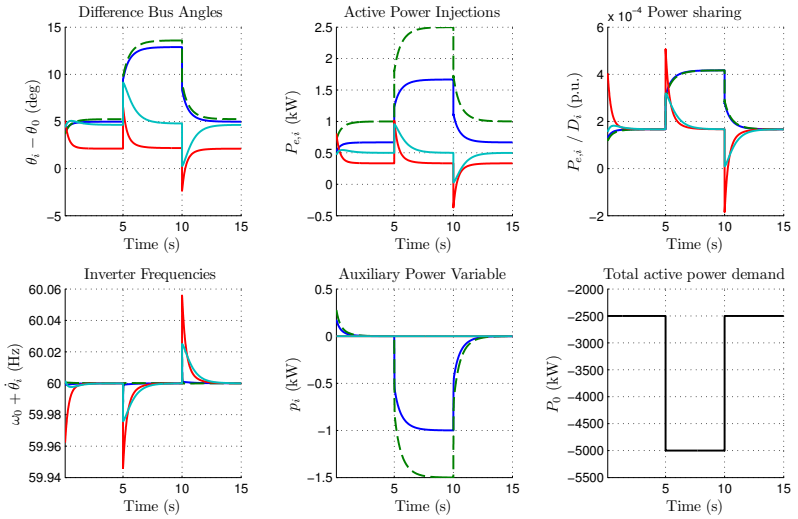 Difference Bus Angles
θi − θ0 (deg)
15
10
5
0
−5
5
10
15
Time (s)
Active Power Injections
Pe,i (kW)
2.5
2
1.5
1
0.5
0
−0.5
5
10
15
Time (s)
x 10−4
Power sharing
Pe,i / Di (p.u.)
6
4
2
0
−2
5
10
15
Time (s)
Inverter Frequencies
ω0 + θ̇i (Hz)
60.06
60.04
60.02
60
59.98
59.96
59.94
5
10
15
Time (s)
Auxiliary Power Variable
pi (kW)
0.5
0
−0.5
−1
−1.5
5
10
15
Time (s)
Total active power demand
P0 (kW)
−2000
−2500
−3000
−3500
−4000
−4500
−5000
−5500
5
10
15
Time (s)